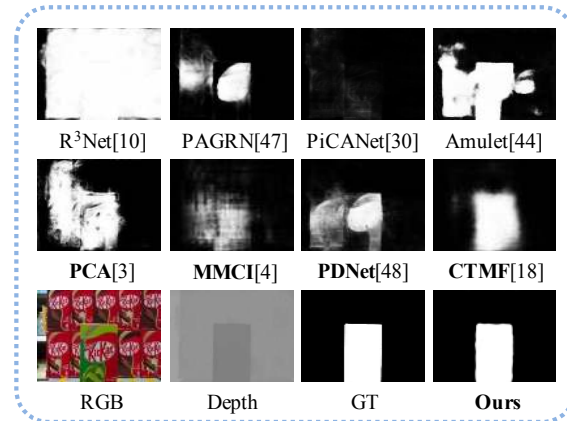 R³Net[10] PAGRN[47] PiCANet[30] Amulet[44]
PCA[3] MMCI[4] PDNet[48] CTMF[18]
KitKat
RGB Depth GT Ours